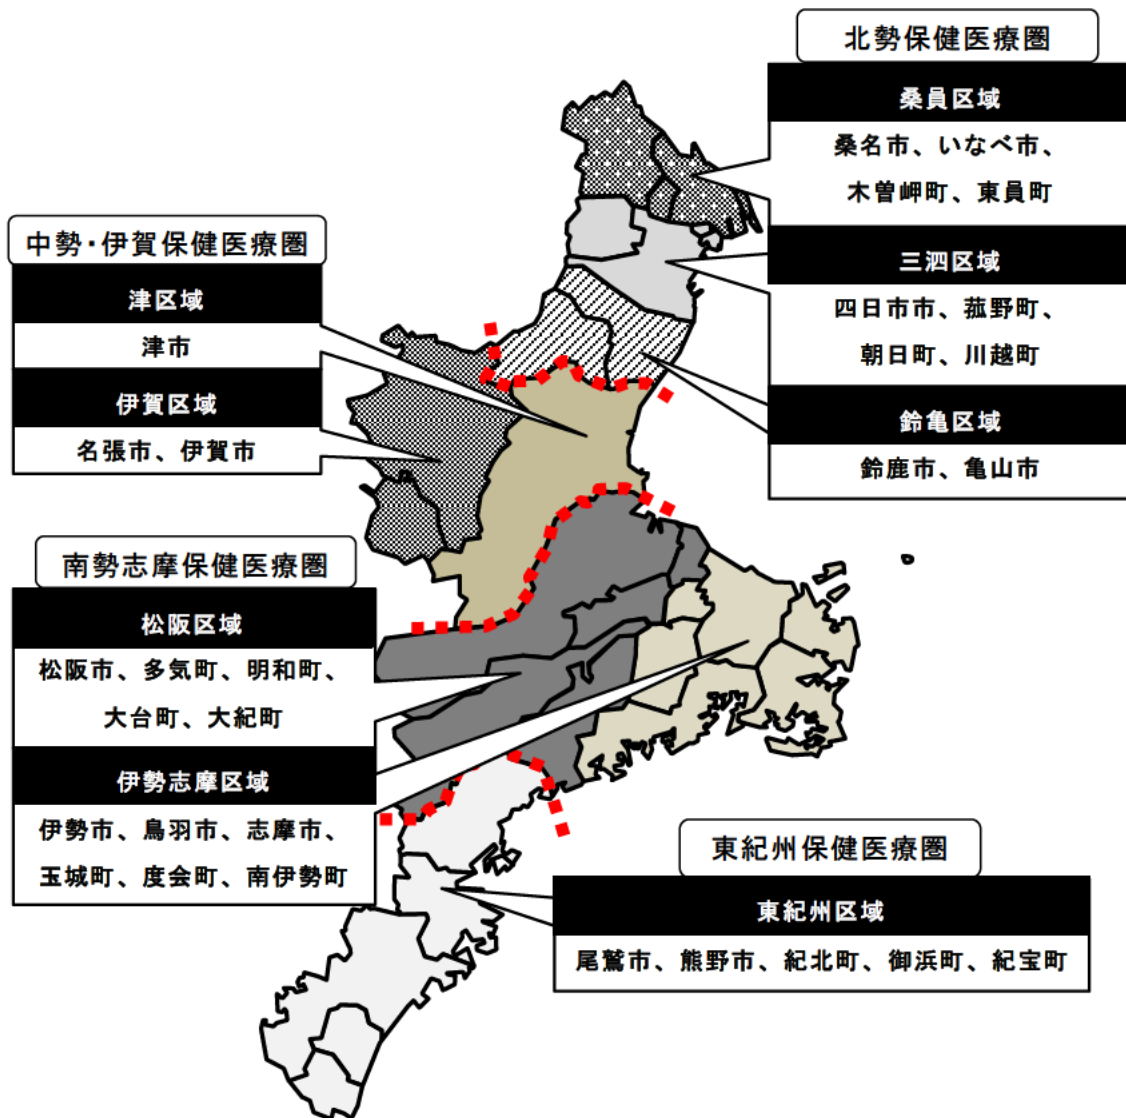 北勢保健医療圏
桑員区域
桑名市、いなべ市、
木曽岬町、東員町
三泗区域
四日市市、菰野町、
朝日町、川越町
鈴亀区域
鈴鹿市、亀山市
中勢・伊賀保健医療圏
津区域
津市
伊賀区域
名張市、伊賀市
南勢志摩保健医療圏
松阪区域
松阪市、多気町、明和町、
大台町、大紀町
伊勢志摩区域
伊勢市、鳥羽市、志摩市、
玉城町、度会町、南伊勢町
東紀州保健医療圏
東紀州区域
尾鷲市、熊野市、紀北町、御浜町、紀宝町